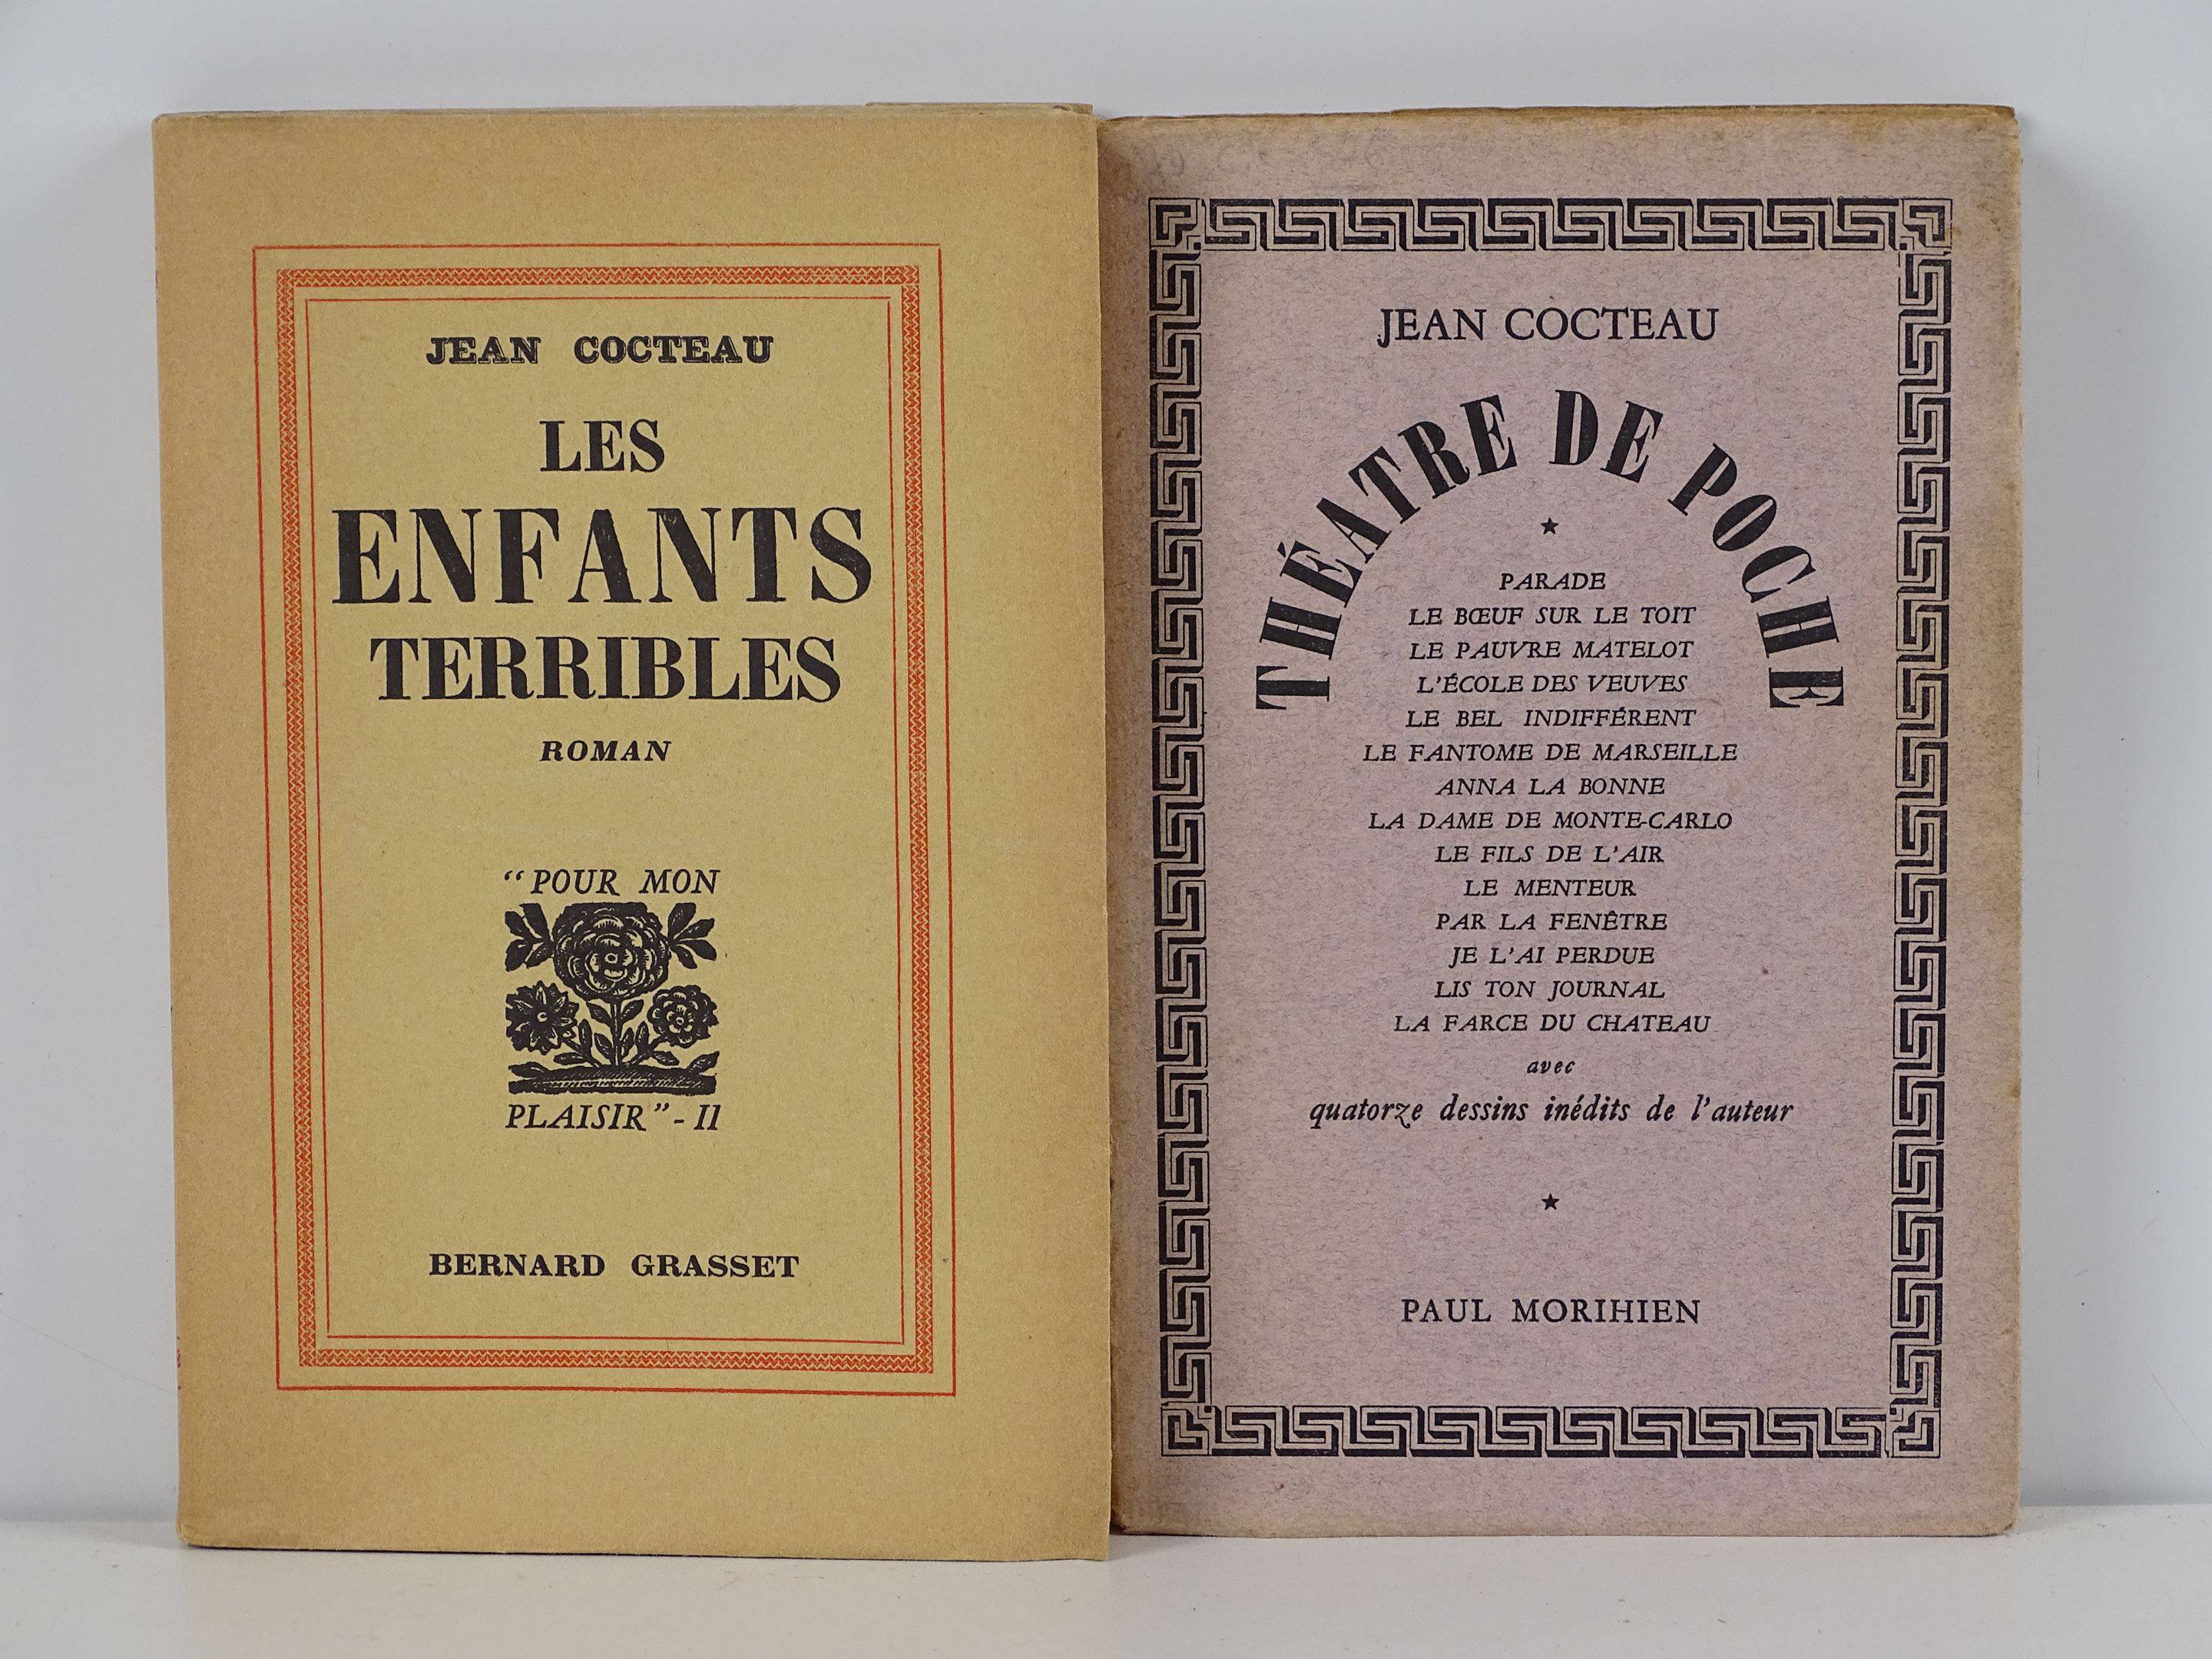 JEAN COCTEAU
LES
ENFANTS
TERRIBLES
ROMAN
“POUR MON
PLAISIR” - II
BERNARD GRASSET
JEAN COCTEAU
THÉATRE DE POCHE
PARADE
LE BŒUF SUR LE TOIT
LE PAUVRE MATELOT
L'ÉCOLE DES VEUVES
LE BEL INDIFFÉRENT
LE FANTOME DE MARSEILLE
ANNA LA BONNE
LA DAME DE MONTE-CARLO
LE FILS DE L'AIR
LE MENTEUR
PAR LA FENÊTRE
JE L'AI PERDUE
LIS TON JOURNAL
LA FARCE DU CHATEAU
avec
quatorze dessins inédits de l'auteur
PAUL MORIHIEN